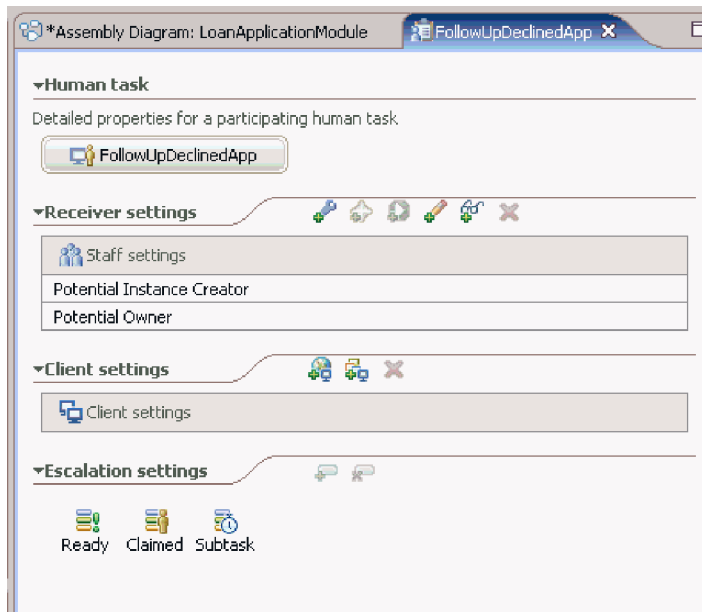 *Assembly Diagram: LoanApplicationModule FollowUpDeclinedApp
Human task
Detailed properties for a participating human task
FollowUpDeclinedApp
Receiver settings
Staff settings
Potential Instance Creator
Potential Owner
Client settings
Client settings
Escalation settings
Ready Claimed Subtask